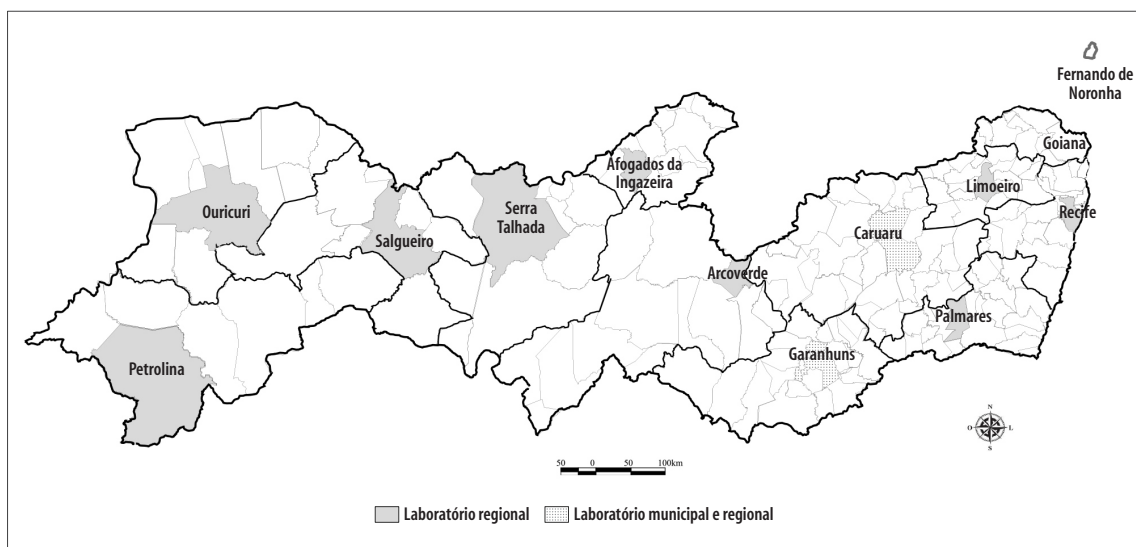 Fernando de
Noronha
Goiana
Afogados da
Ingazeira
Limoeiro
Ouricuri
Serra
Talhada
Recife
Salgueiro
Caruaru
Arcoverde
Palmares
Petrolina
Garanhuns
N
O
L
S
50 0 50 100km
Laboratório regional
Laboratório municipal e regional